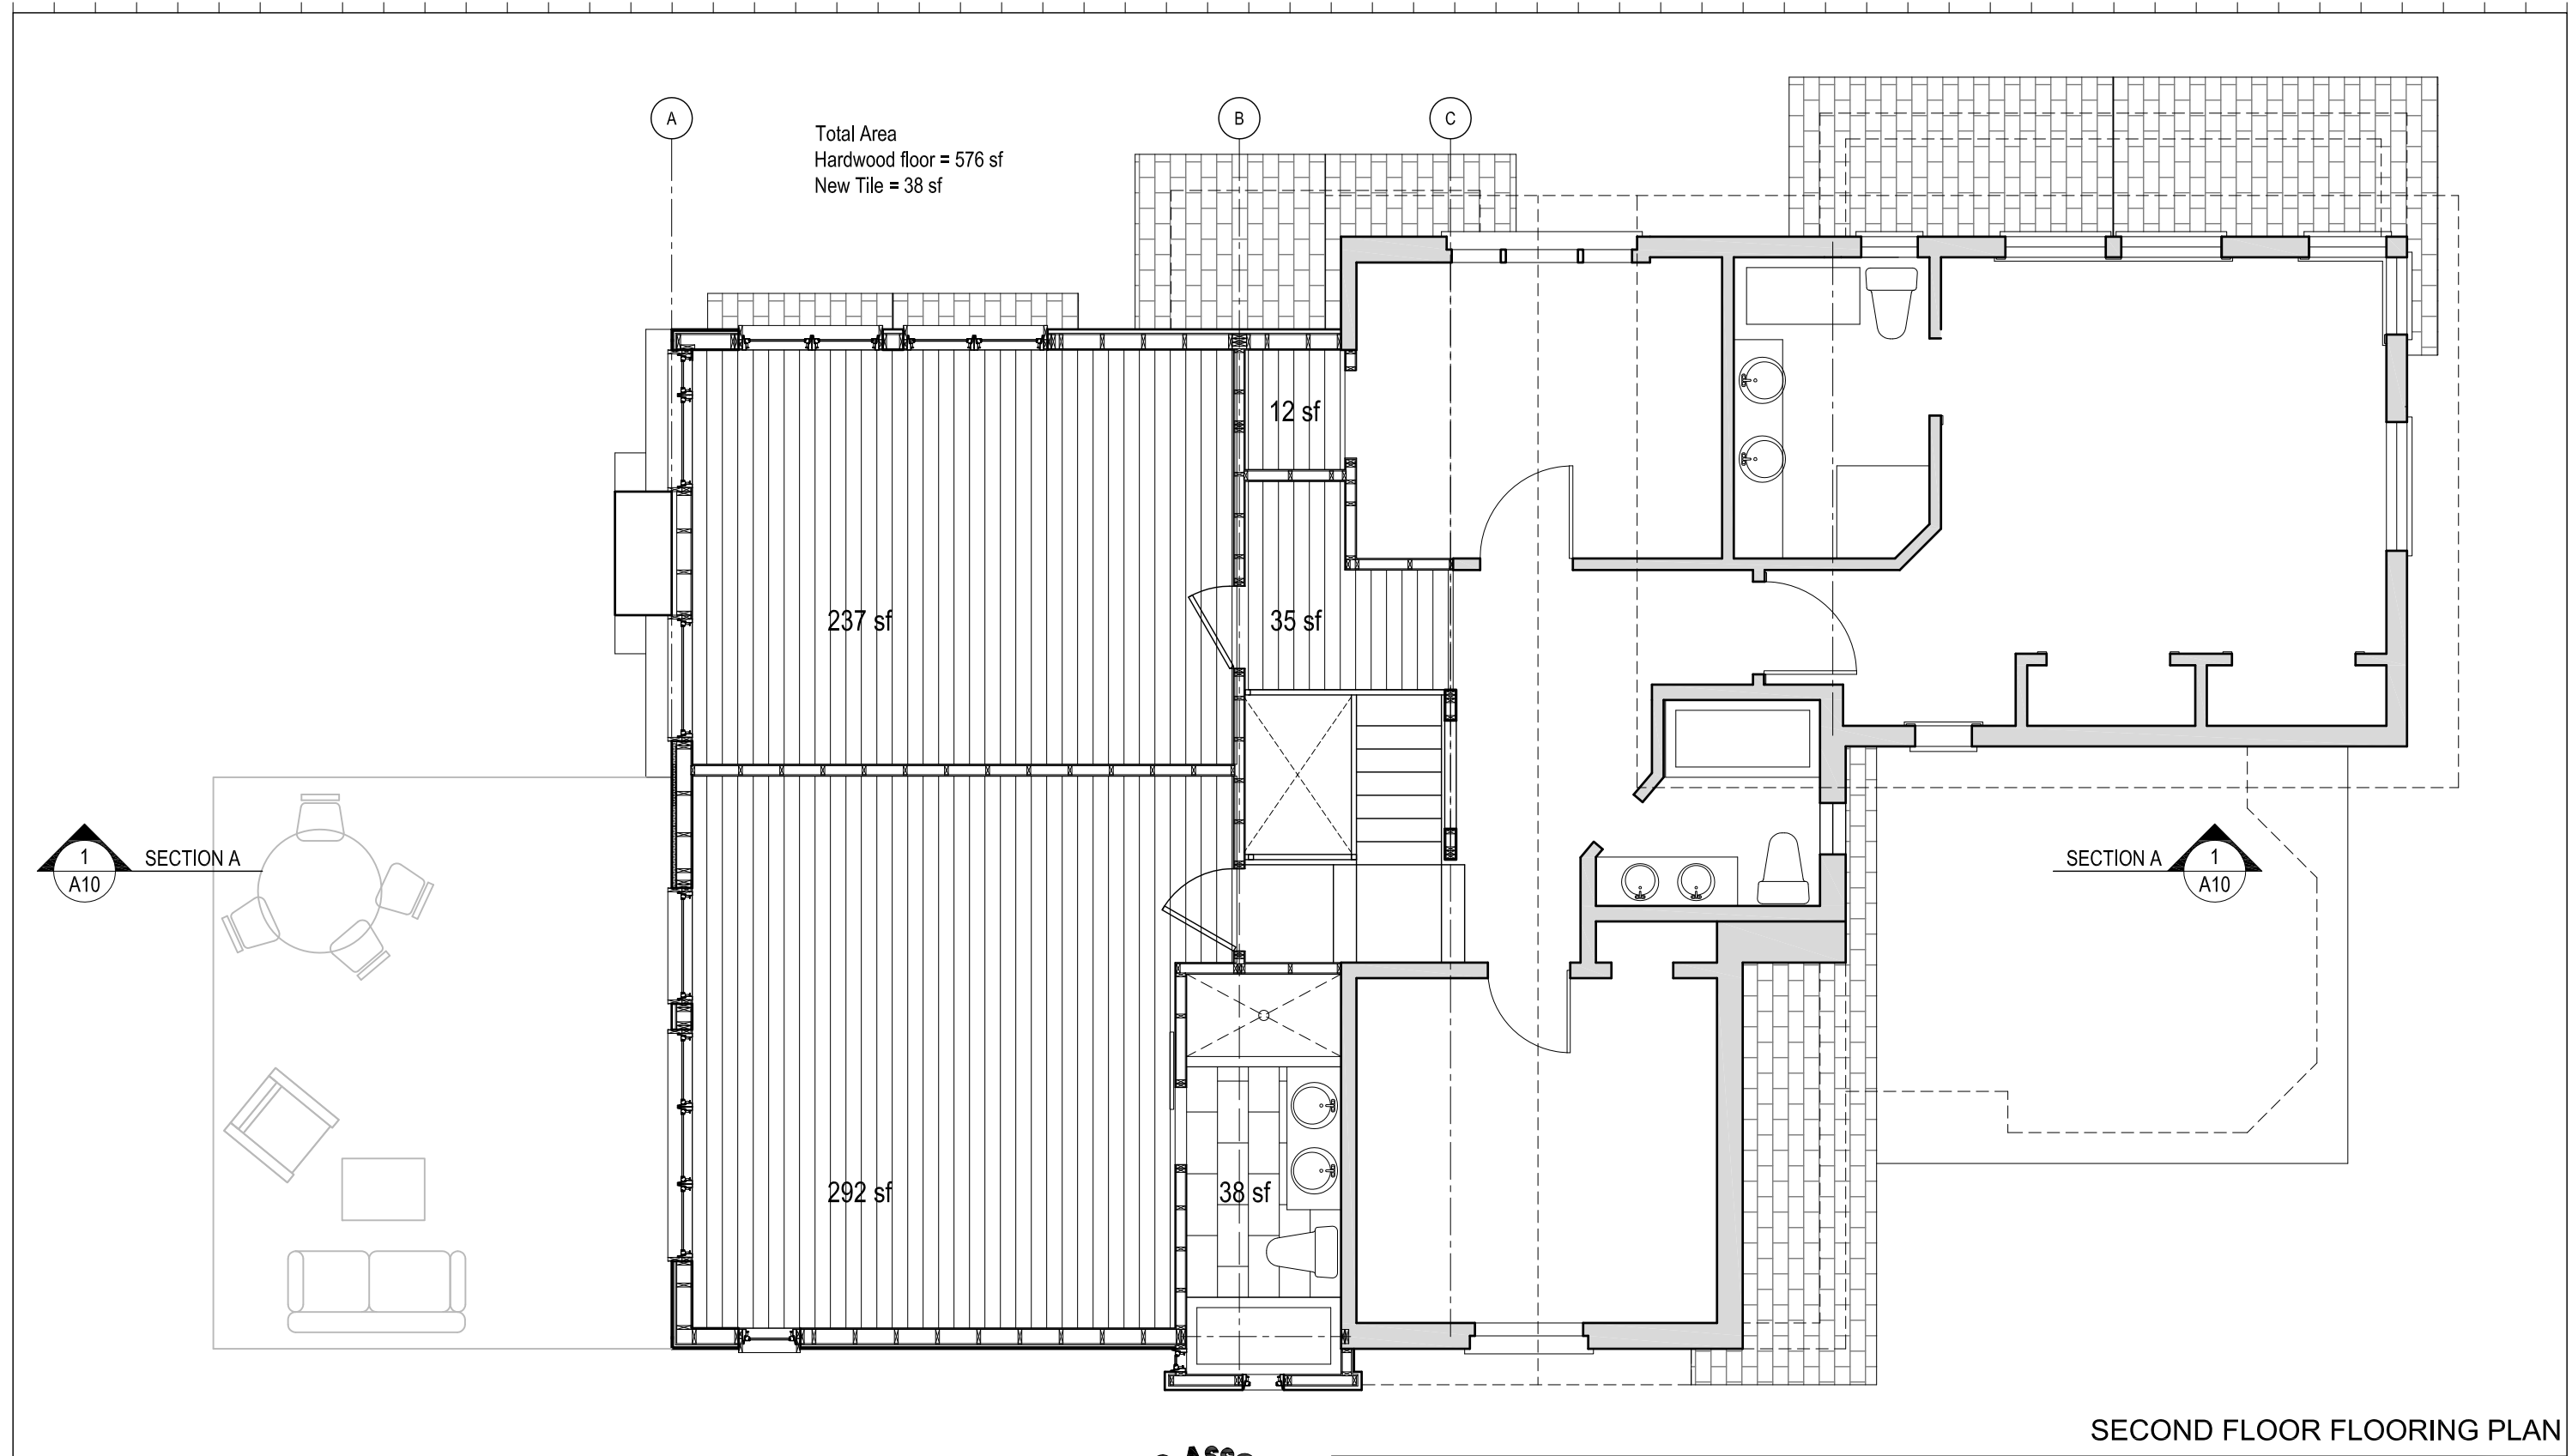 A
B
C
Total Area
Hardwood floor = 576 sf
New Tile = 38 sf
12 sf
237 sf
35 sf
1
A10
SECTION A
SECTION A
1
A10
292 sf
38 sf
SECOND FLOOR FLOORING PLAN